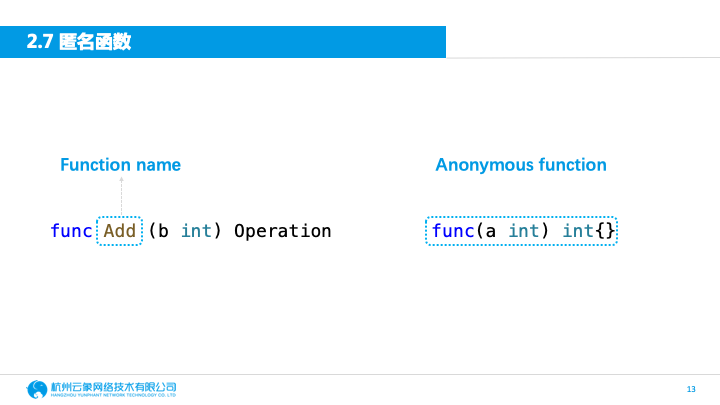 2.7 匿名函数
Function name
Anonymous function
func Add (b int) Operation
func(a int) int{}
杭州云象网络技术有限公司
HANGZHOU YUNPHANT NETWORK TECHNOLOGY CO. LTD
13